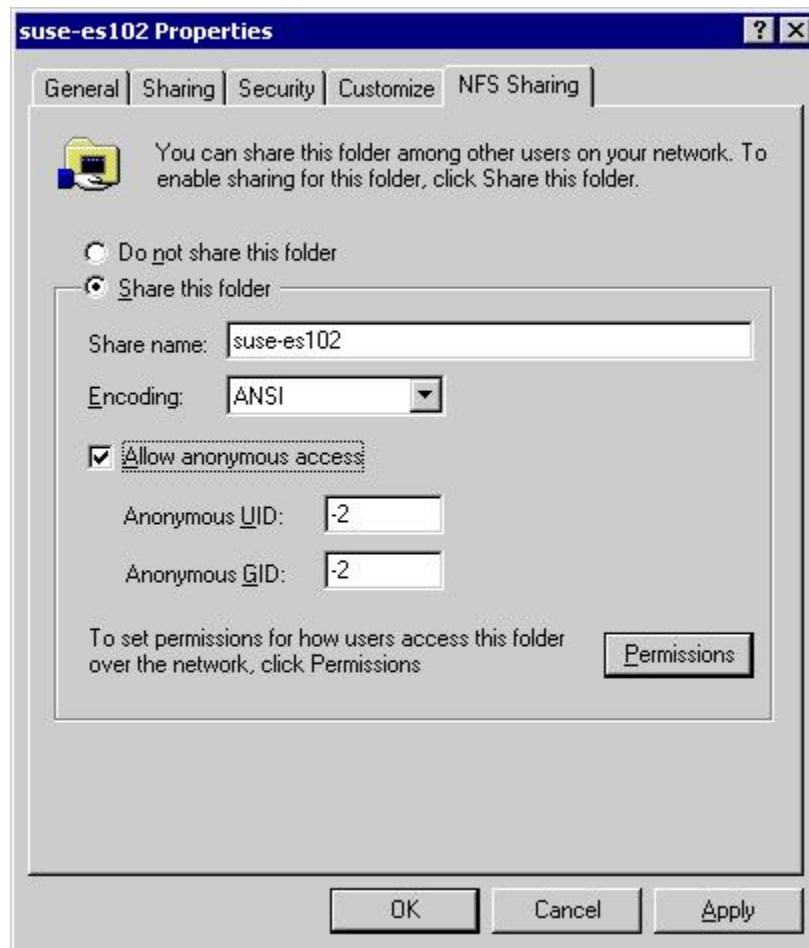 suse-es102 Properties
General Sharing Security Customize NFS Sharing
You can share this folder among other users on your network. To
enable sharing for this folder, click Share this folder.
Do not share this folder
Share this folder
Share name: suse-es102
Encoding: ANSI
Allow anonymous access
Anonymous UID: -2
Anonymous GID: -2
To set permissions for how users access this folder
over the network, click Permissions
Permissions
OK Cancel Apply